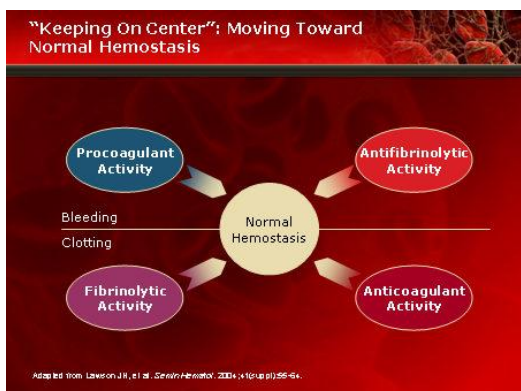 “Keeping On Center”: Moving Toward
Normal Hemostasis
Procoagulant
Activity
Antifibrinolytic
Activity
Bleeding
Clotting
Normal
Hemostasis
Fibrinolytic
Activity
Anticoagulant
Activity
Adapted from Lawson JH, et al. Semin Hematol. 2004;41(suppl):55-64.